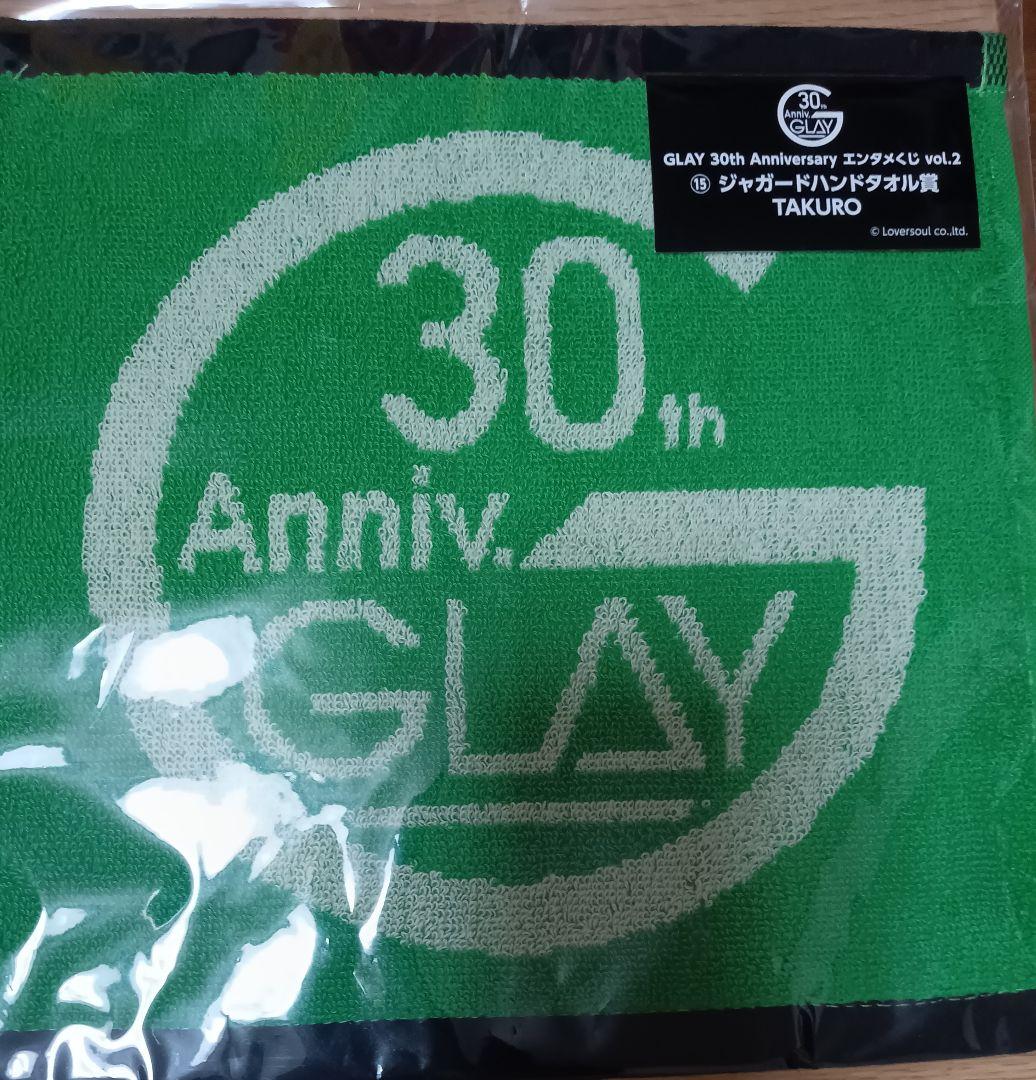 30th
Anniv.
GLAY
GLAY 30th Anniversary エンタメくじ vol.2
⑮ ジャガードハンドタオル賞
TAKURO
© Loversoul co.,ltd.
30th
Anniv.
GLAY